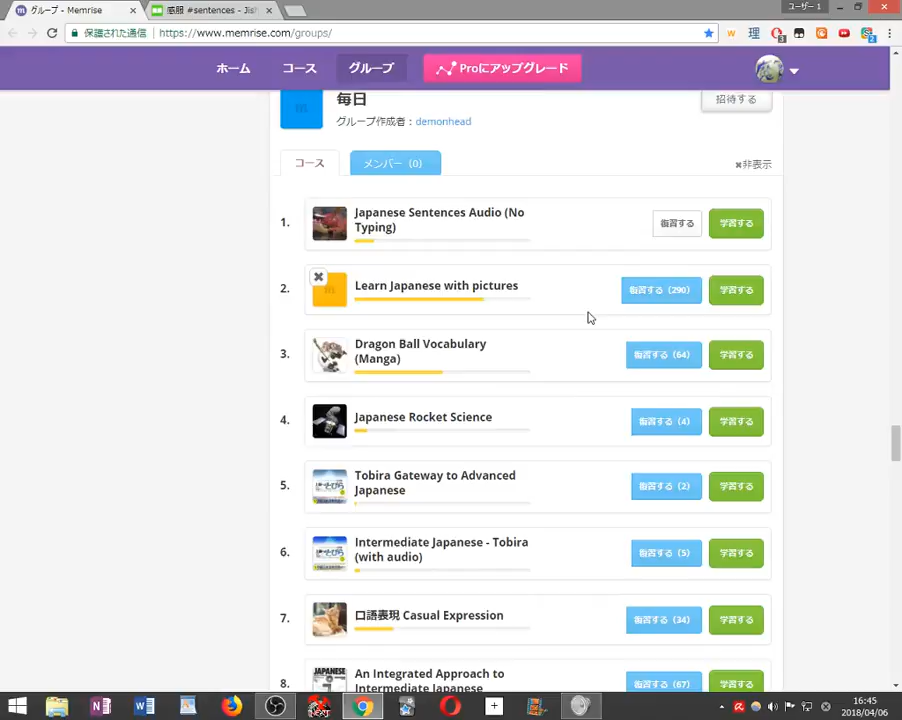 グループ - Memrise
感服 #sentences - Jish
ユーザー 1
保護された通信
https://www.memrise.com/groups/
ホーム
コース
グループ
Proにアップグレード
毎日
グループ作成者：demonhead
招待する
コース
メンバー（0）
✖非表示
1.
Japanese Sentences Audio (No
Typing)
復習する
学習する
2.
Learn Japanese with pictures
復習する（290）
学習する
3.
Dragon Ball Vocabulary
(Manga)
復習する（64）
学習する
4.
Japanese Rocket Science
復習する（4）
学習する
5.
Tobira Gateway to Advanced
Japanese
復習する（2）
学習する
6.
Intermediate Japanese - Tobira
(with audio)
復習する（5）
学習する
7.
口語表現 Casual Expression
復習する（34）
学習する
8.
JAPANESE
An Integrated Approach to
Intermediate Japanese
復習する（67）
学習する
16:45
2018/04/06